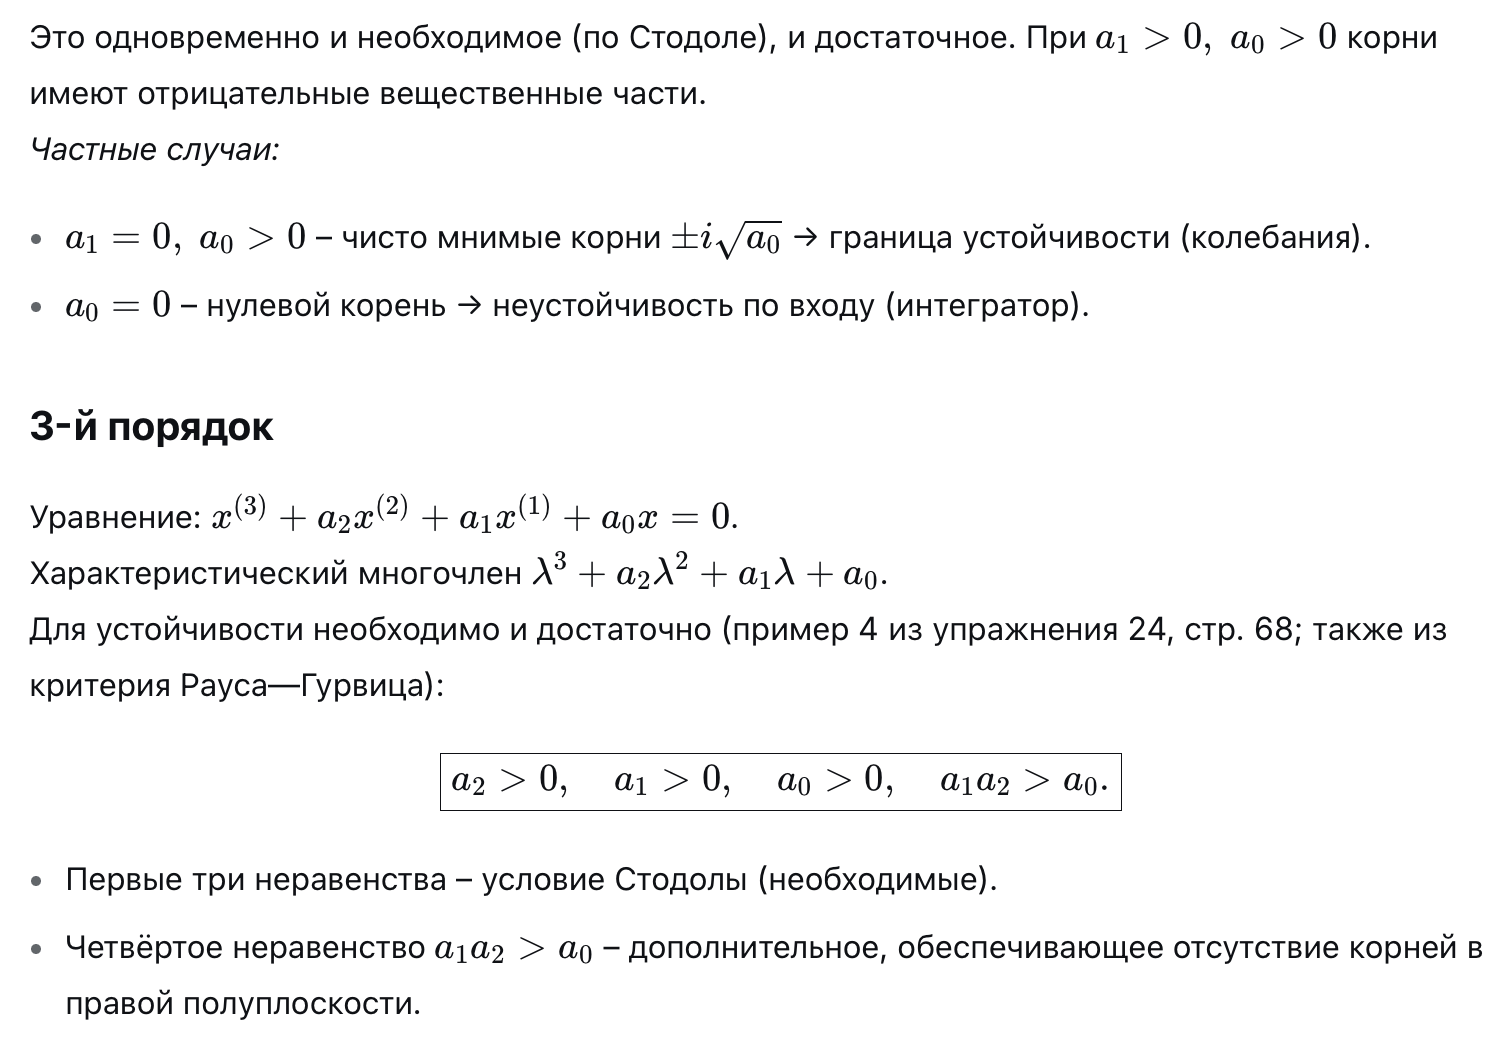 Это одновременно и необходимое (по Стодоле), и достаточное. При a₁ > 0, a₀ > 0 корни
имеют отрицательные вещественные части.
Частные случаи:
• a₁ = 0, a₀ > 0 – чисто мнимые корни ±i√a₀ → граница устойчивости (колебания).
• a₀ = 0 – нулевой корень → неустойчивость по входу (интегратор).
3-й порядок
Уравнение: x⁽³⁾ + a₂x⁽²⁾ + a₁x⁽¹⁾ + a₀x = 0.
Характеристический многочлен λ³ + a₂λ² + a₁λ + a₀.
Для устойчивости необходимо и достаточно (пример 4 из упражнения 24, стр. 68; также из
критерия Рауса—Гурвица):
a₂ > 0, a₁ > 0, a₀ > 0, a₁a₂ > a₀.
• Первые три неравенства – условие Стодолы (необходимые).
• Четвёртое неравенство a₁a₂ > a₀ – дополнительное, обеспечивающее отсутствие корней в
правой полуплоскости.